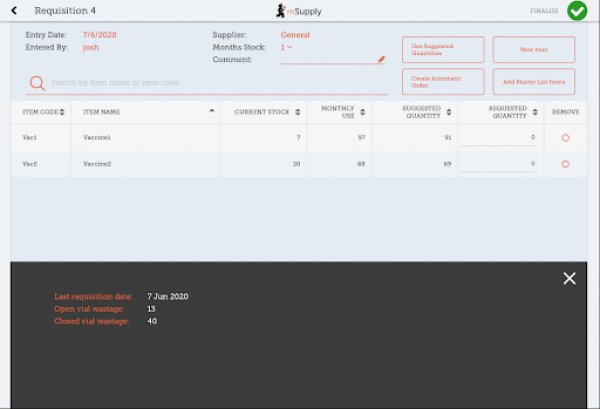 Requisition 4
mSupply
FINALISE
Entry Date: 7/6/2020
Entered By: josh
Supplier: General
Months Stock: 1
Comment:
Use Suggested Quantities
New Item
Create Automatic Order
Add Master List Items
Search by item name or item code
ITEM CODE ITEM NAME CURRENT STOCK MONTHLY USE SUGGESTED QUANTITY REQUESTED QUANTITY REMOVE
Vac1 Vaccine1 7 97 91 0
Vac2 Vaccine2 20 88 69 0
Last requisition date: 7 Jun 2020
Open vial wastage: 13
Closed vial wastage: 40